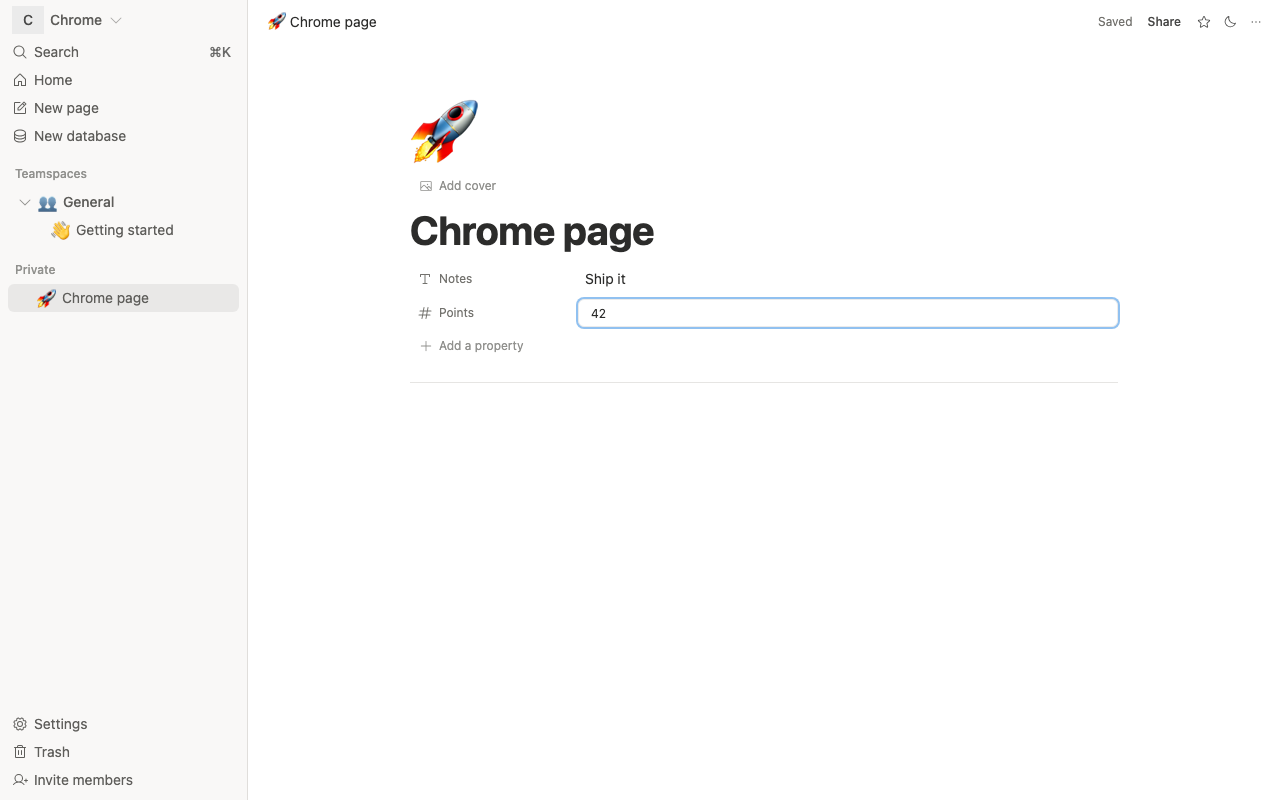 C Chrome
Search ⌘K
Home
New page
New database
Teamspaces
General
Getting started
Private
Chrome page
Settings
Trash
Invite members
Chrome page
Saved Share
Add cover
Chrome page
Notes Ship it
Points 42
Add a property